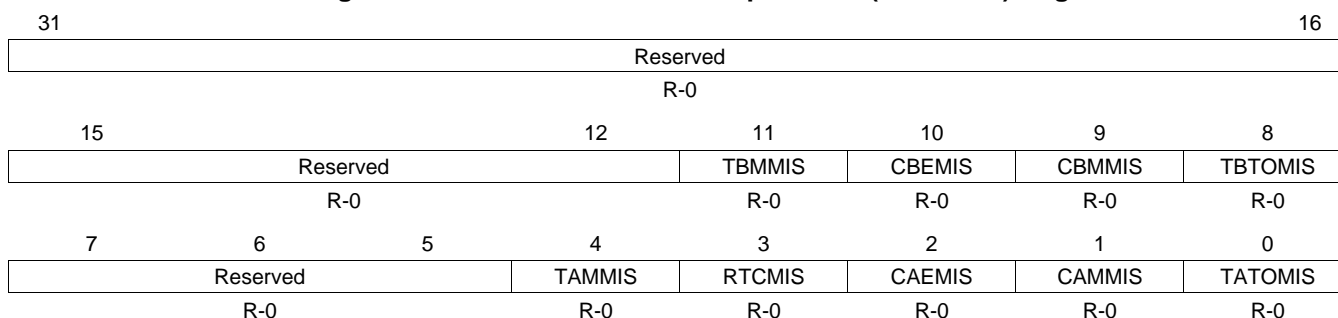 31 16
Reserved
R-0
15 12 11 10 9 8
Reserved TBMMIS CBEMIS CBMMIS TBTOMIS
R-0 R-0 R-0 R-0 R-0
7 6 5 4 3 2 1 0
Reserved TAMMIS RTCMIS CAEMIS CAMMIS TATOMIS
R-0 R-0 R-0 R-0 R-0 R-0